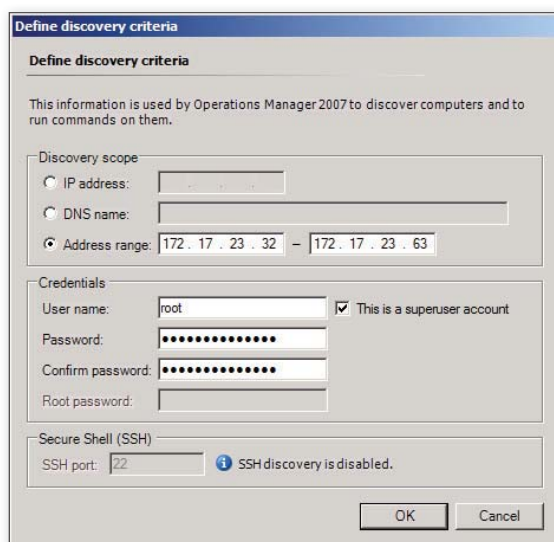 Define discovery criteria
Define discovery criteria
This information is used by Operations Manager 2007 to discover computers and to
run commands on them.
Discovery scope
IP address: . . .
DNS name:
Address range: 172 . 17 . 23 . 32 – 172 . 17 . 23 . 63
Credentials
User name: root This is a superuser account
Password: ●●●●●●●●●●●●●●
Confirm password: ●●●●●●●●●●●●●●
Root password:
Secure Shell (SSH)
SSH port: 22 SSH discovery is disabled.
OK Cancel